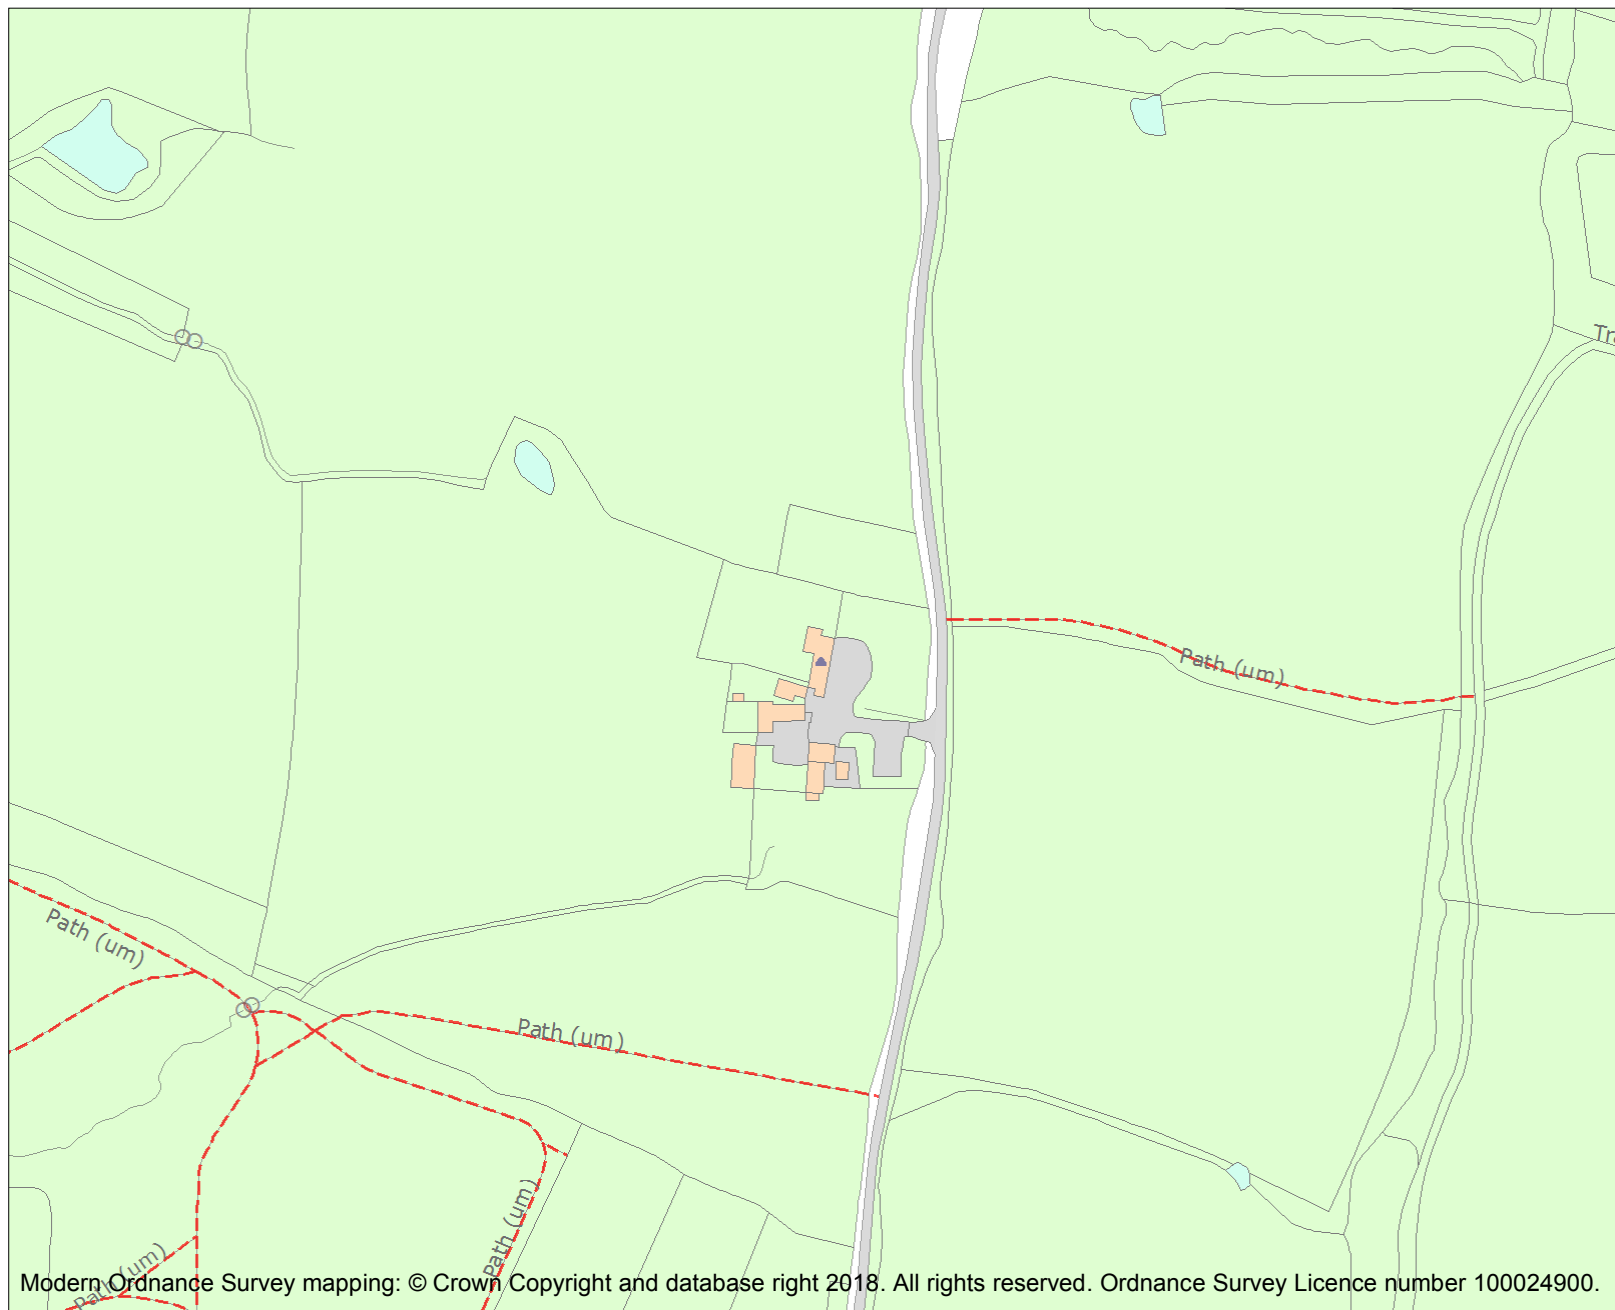 Tra
Path (um)
Path (um)
Path (um)
Path (um)
Path (um)
Modern Ordnance Survey mapping: © Crown Copyright and database right 2018. All rights reserved. Ordnance Survey Licence number 100024900.